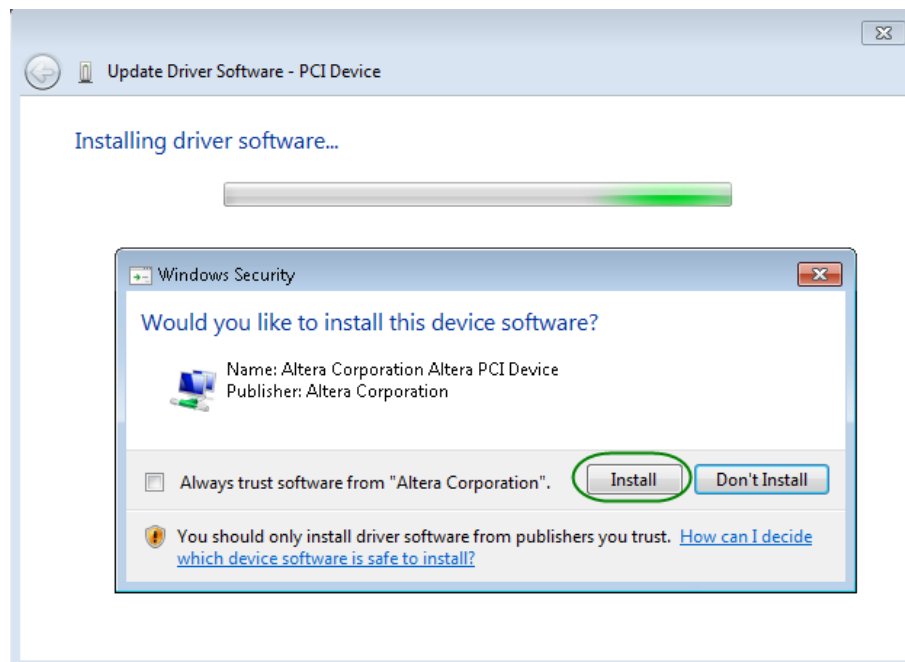 Update Driver Software - PCI Device
Installing driver software...
Windows Security
Would you like to install this device software?
Name: Altera Corporation Altera PCI Device
Publisher: Altera Corporation
Always trust software from "Altera Corporation".
Install
Don't Install
You should only install driver software from publishers you trust. How can I decide
which device software is safe to install?